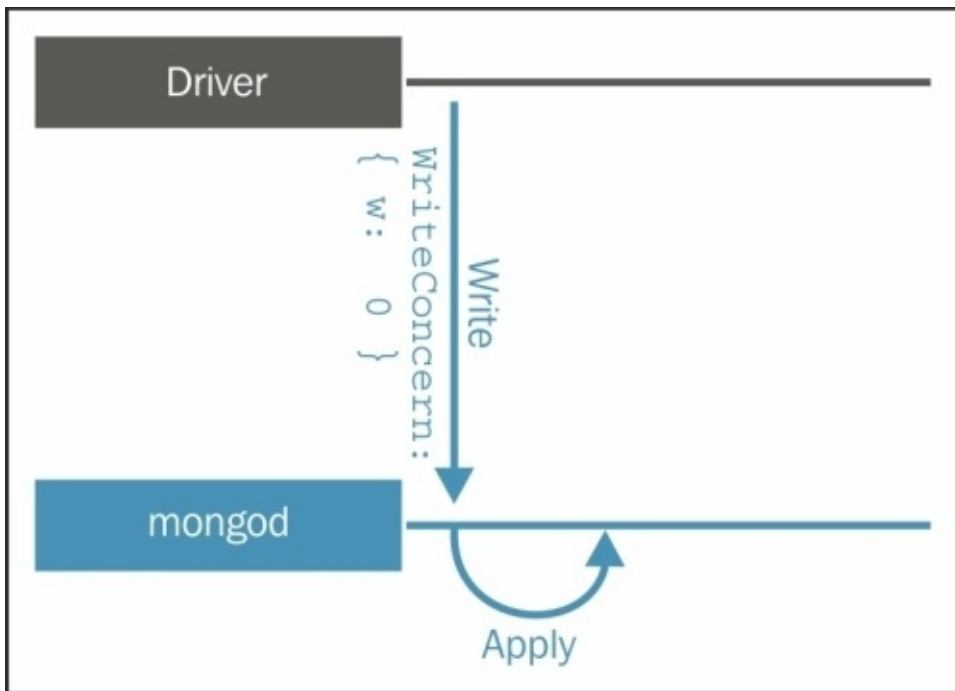 Driver
WriteConcern:
{ w: 0 }
Write
mongod
Apply